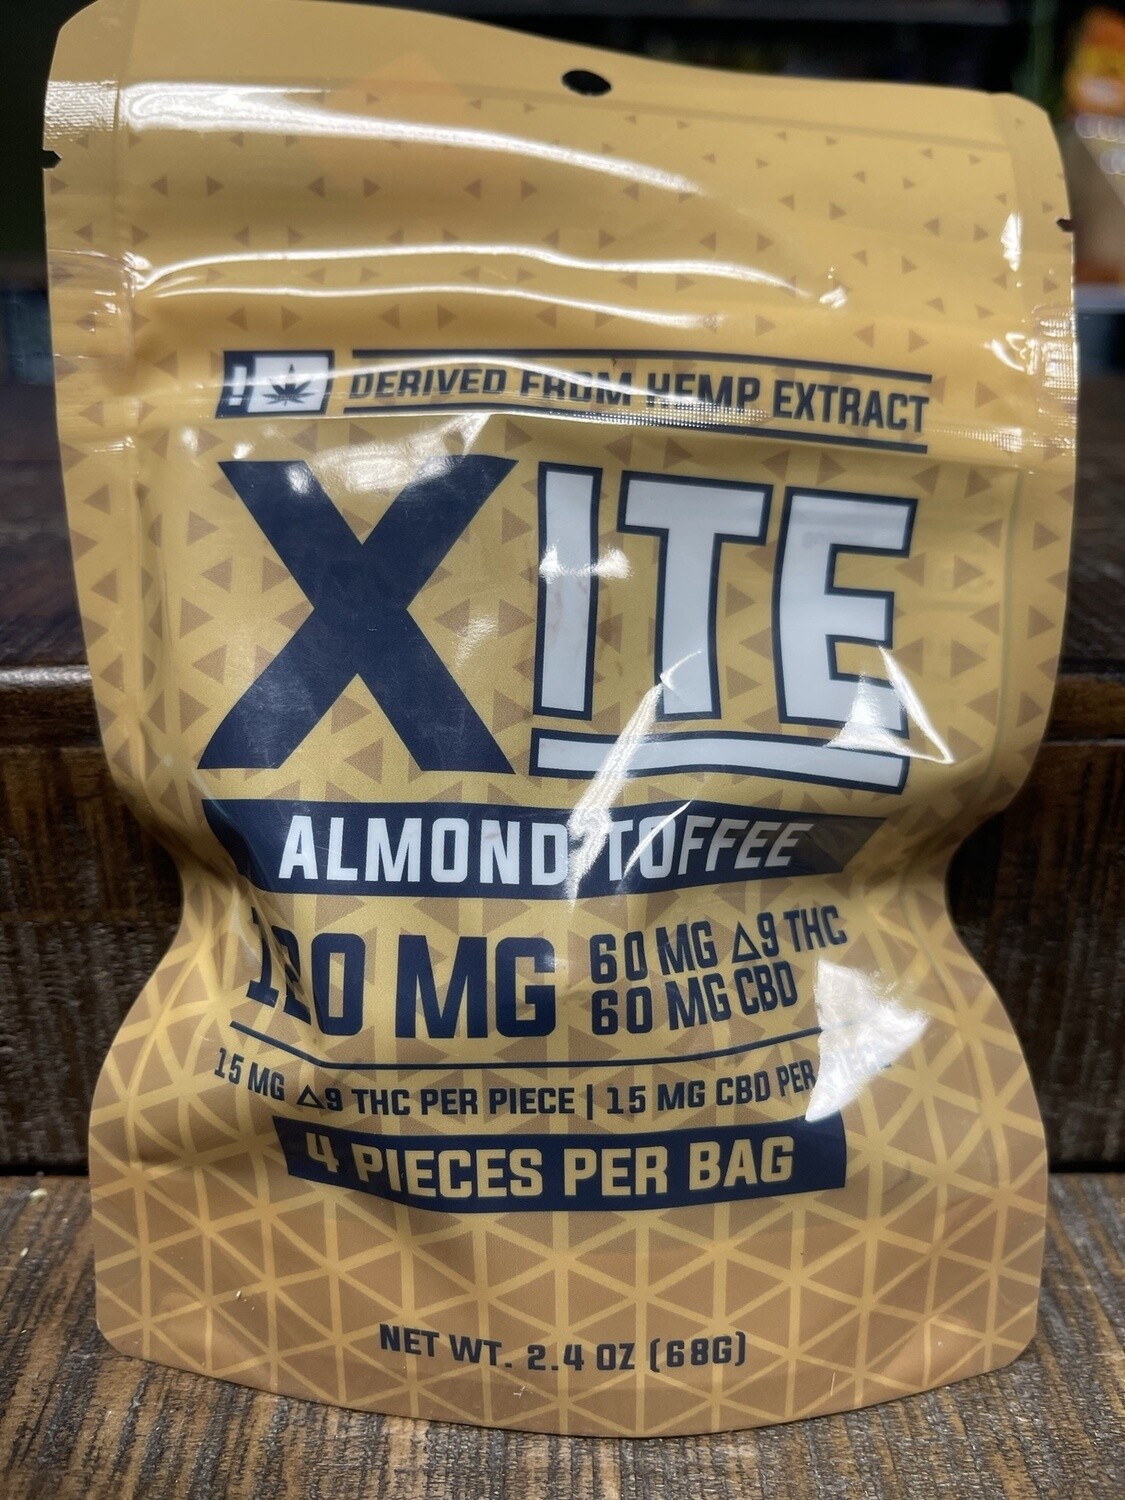 ! DERIVED FROM HEMP EXTRACT
XITE
ALMOND TOFFEE
120 MG
60 MG Δ9 THC
60 MG CBD
15 MG Δ9 THC PER PIECE | 15 MG CBD PER PIECE
4 PIECES PER BAG
NET WT. 2.4 OZ (68G)